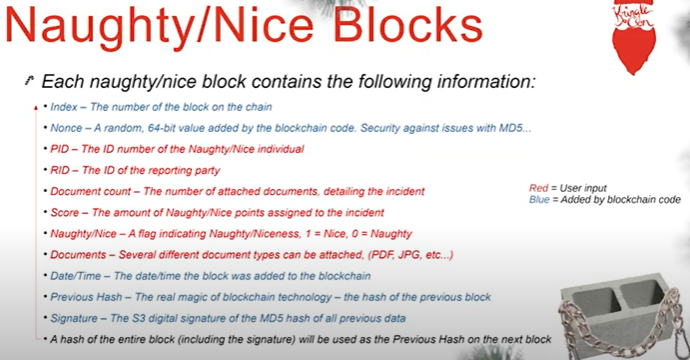 Naughty/Nice Blocks
Kringle
Con
Each naughty/nice block contains the following information:
• Index – The number of the block on the chain
• Nonce – A random, 64-bit value added by the blockchain code. Security against issues with MD5...
• PID – The ID number of the Naughty/Nice individual
• RID – The ID of the reporting party
• Document count – The number of attached documents, detailing the incident
• Score – The amount of Naughty/Nice points assigned to the incident
• Naughty/Nice – A flag indicating Naughty/Niceness, 1 = Nice, 0 = Naughty
• Documents – Several different document types can be attached, (PDF, JPG, etc...)
• Date/Time – The date/time the block was added to the blockchain
• Previous Hash – The real magic of blockchain technology – the hash of the previous block
• Signature – The S3 digital signature of the MD5 hash of all previous data
• A hash of the entire block (including the signature) will be used as the Previous Hash on the next block
Red = User input
Blue = Added by blockchain code